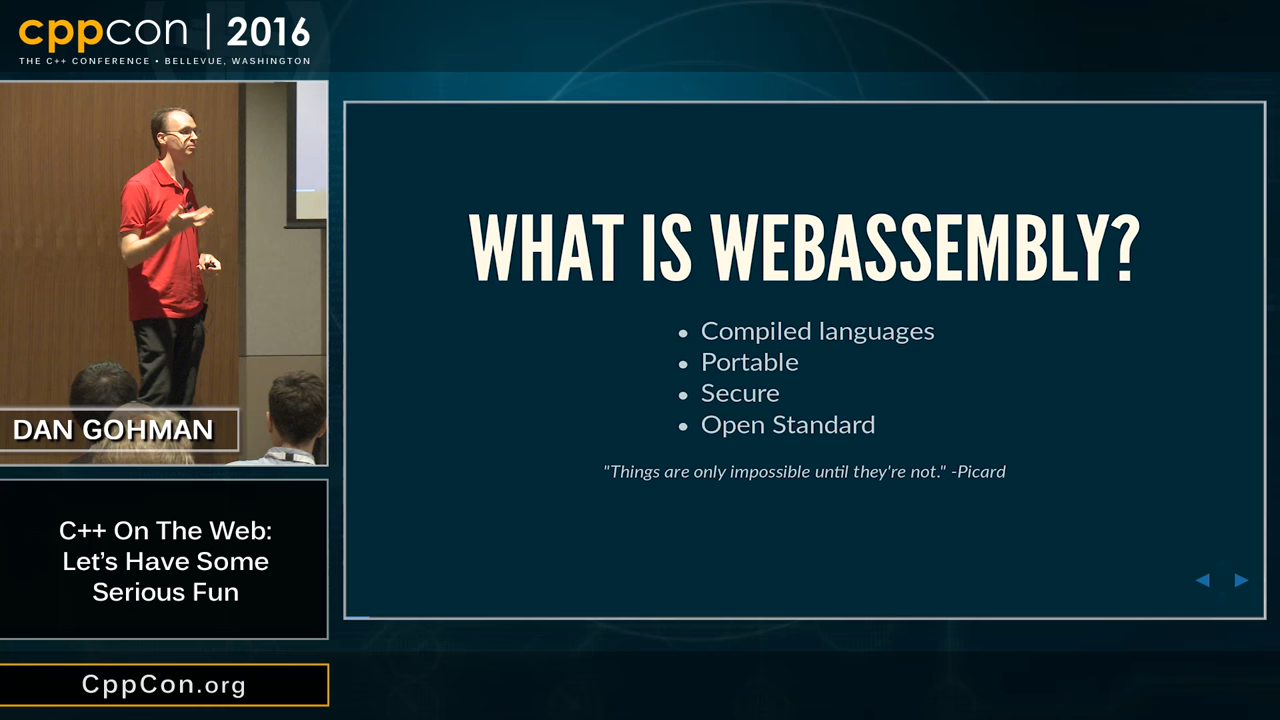 cppcon | 2016
THE C++ CONFERENCE • BELLEVUE, WASHINGTON
DAN GOHMAN
C++ On The Web:
Let's Have Some
Serious Fun
CppCon.org
WHAT IS WEBASSEMBLY?
• Compiled languages
• Portable
• Secure
• Open Standard
"Things are only impossible until they're not." -Picard